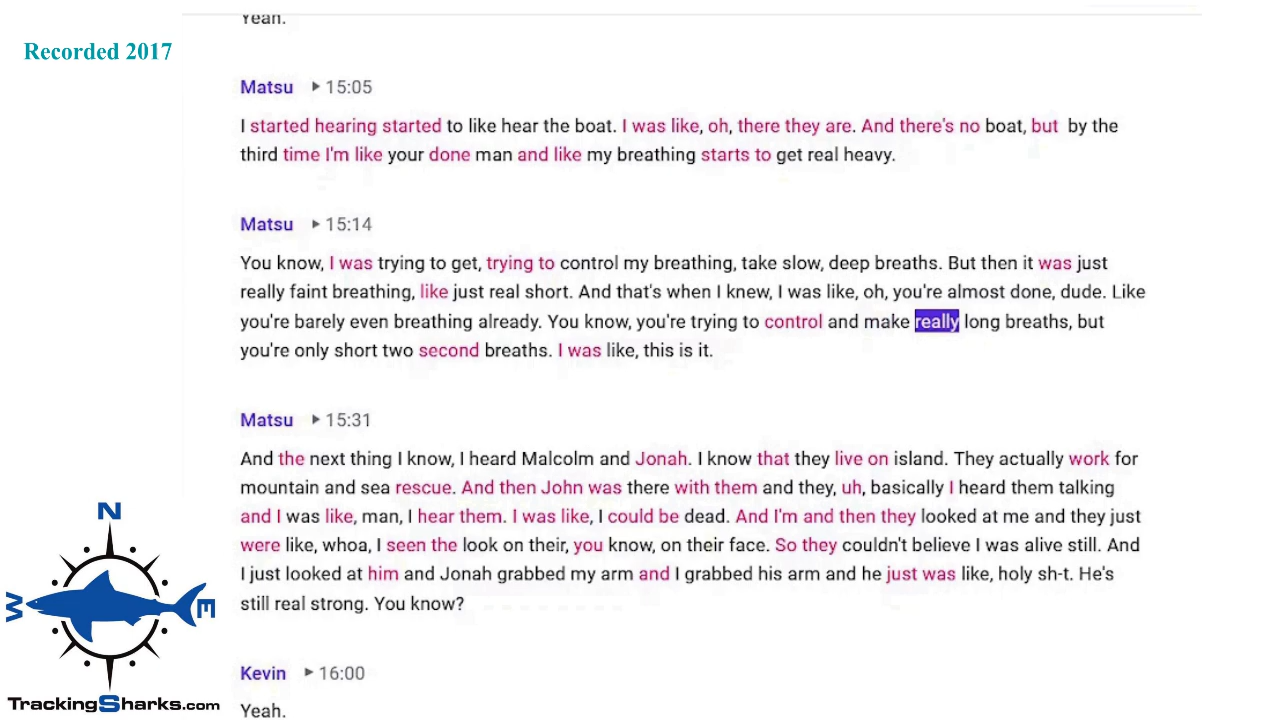 Yeah.
Recorded 2017
Matsu 15:05
I started hearing started to like hear the boat. I was like, oh, there they are. And there's no boat, but by the
third time I'm like your done man and like my breathing starts to get real heavy.
Matsu 15:14
You know, I was trying to get, trying to control my breathing, take slow, deep breaths. But then it was just
really faint breathing, like just real short. And that's when I knew, I was like, oh, you're almost done, dude. Like
you're barely even breathing already. You know, you're trying to control and make really long breaths, but
you're only short two second breaths. I was like, this is it.
Matsu 15:31
And the next thing I know, I heard Malcolm and Jonah. I know that they live on island. They actually work for
mountain and sea rescue. And then John was there with them and they, uh, basically I heard them talking
and I was like, man, I hear them. I was like, I could be dead. And I'm and then they looked at me and they just
were like, whoa, I seen the look on their, you know, on their face. So they couldn't believe I was alive still. And
I just looked at him and Jonah grabbed my arm and I grabbed his arm and he just was like, holy sh-t. He's
still real strong. You know?
Kevin 16:00
Yeah.
N
W
E
TrackingSharks.com